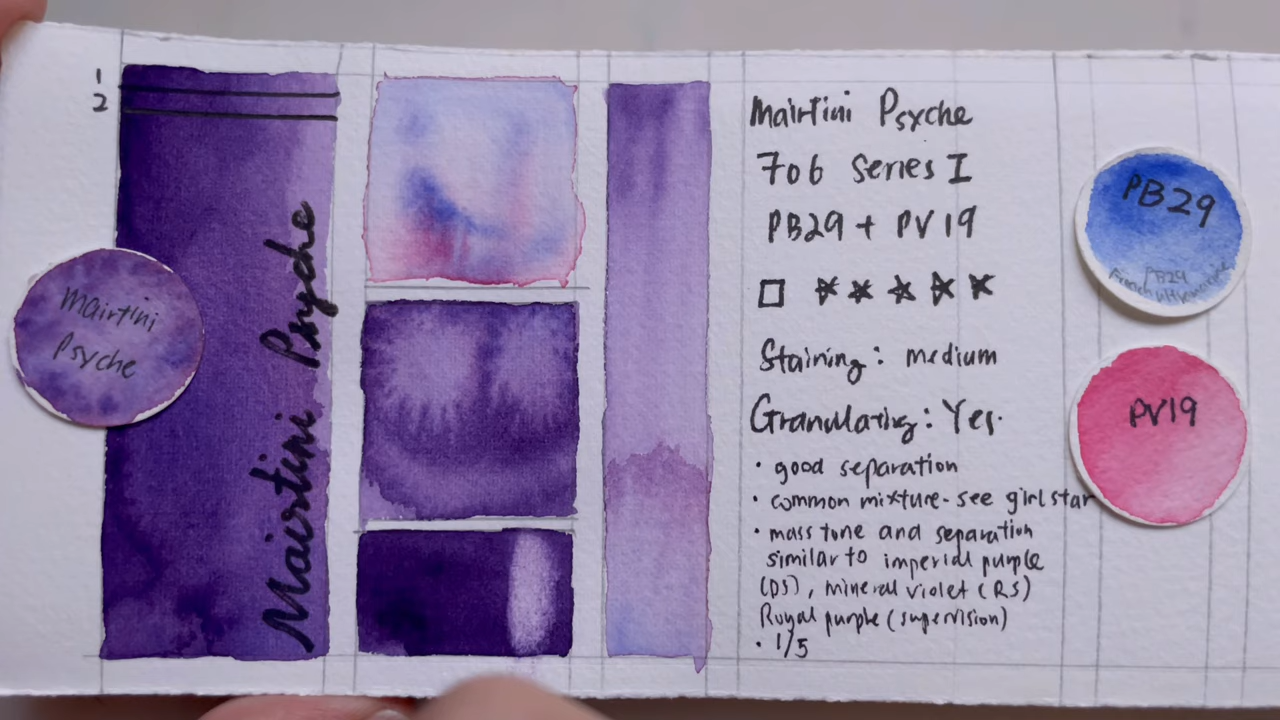 1
2
Mairtini
Psyche
Mairtini Psyche
Mairtini Psyche
706 Series I
PB29 + PV19
Staining: medium
Granulating: Yes.
• good separation
• common mixture - see girl star
• mass tone and separation
similar to imperial purple
(DS), mineral violet (RS)
Royal purple (supervision)
• 1/5
PB29
PB29
French ultramarine
PV19